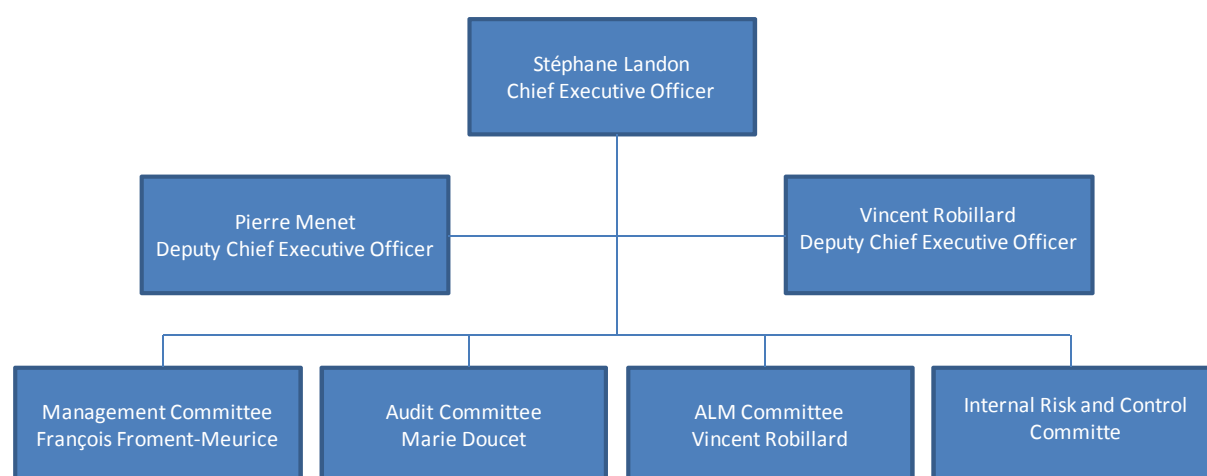 Stéphane Landon
Chief Executive Officer
Pierre Menet
Deputy Chief Executive Officer
Vincent Robillard
Deputy Chief Executive Officer
Management Committee
François Froment-Meurice
Audit Committee
Marie Doucet
ALM Committee
Vincent Robillard
Internal Risk and Control
Committe